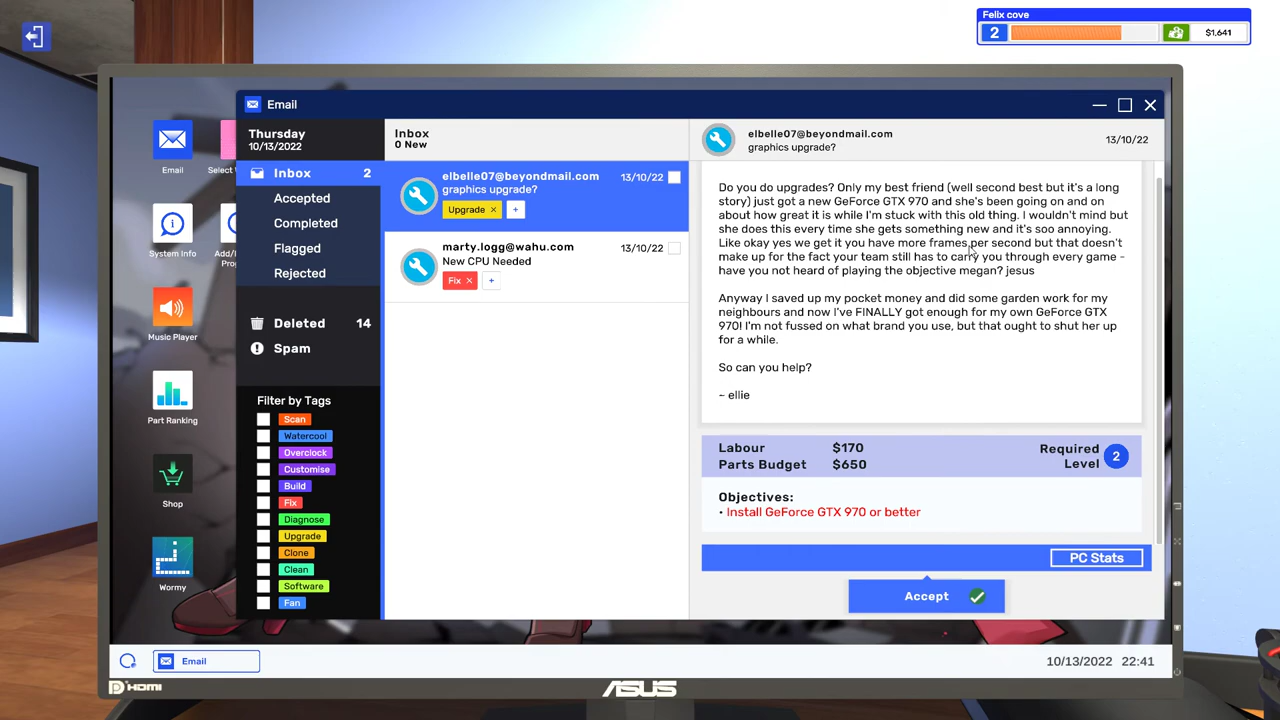 Felix cove
2
$1,641
Email
Select
System Info
Add/
Pro
Music Player
Part Ranking
Shop
Wormy
Email
Thursday
10/13/2022
Inbox 2
Accepted
Completed
Flagged
Rejected
Deleted 14
Spam
Filter by Tags
Scan
Watercool
Overclock
Customise
Build
Fix
Diagnose
Upgrade
Clone
Clean
Software
Fan
Inbox
0 New
elbelle07@beyondmail.com 13/10/22
graphics upgrade?
Upgrade × +
marty.logg@wahu.com 13/10/22
New CPU Needed
Fix × +
elbelle07@beyondmail.com
graphics upgrade?
13/10/22
Do you do upgrades? Only my best friend (well second best but it's a long
story) just got a new GeForce GTX 970 and she's been going on and on
about how great it is while I'm stuck with this old thing. I wouldn't mind but
she does this every time she gets something new and it's soo annoying.
Like okay yes we get it you have more frames per second but that doesn't
make up for the fact your team still has to carry you through every game -
have you not heard of playing the objective megan? jesus
Anyway I saved up my pocket money and did some garden work for my
neighbours and now I've FINALLY got enough for my own GeForce GTX
970! I'm not fussed on what brand you use, but that ought to shut her up
for a while.
So can you help?
~ ellie
Labour $170
Parts Budget $650
Required
Level 2
Objectives:
• Install GeForce GTX 970 or better
PC Stats
Accept
Email
10/13/2022 22:41
HDMI
ASUS